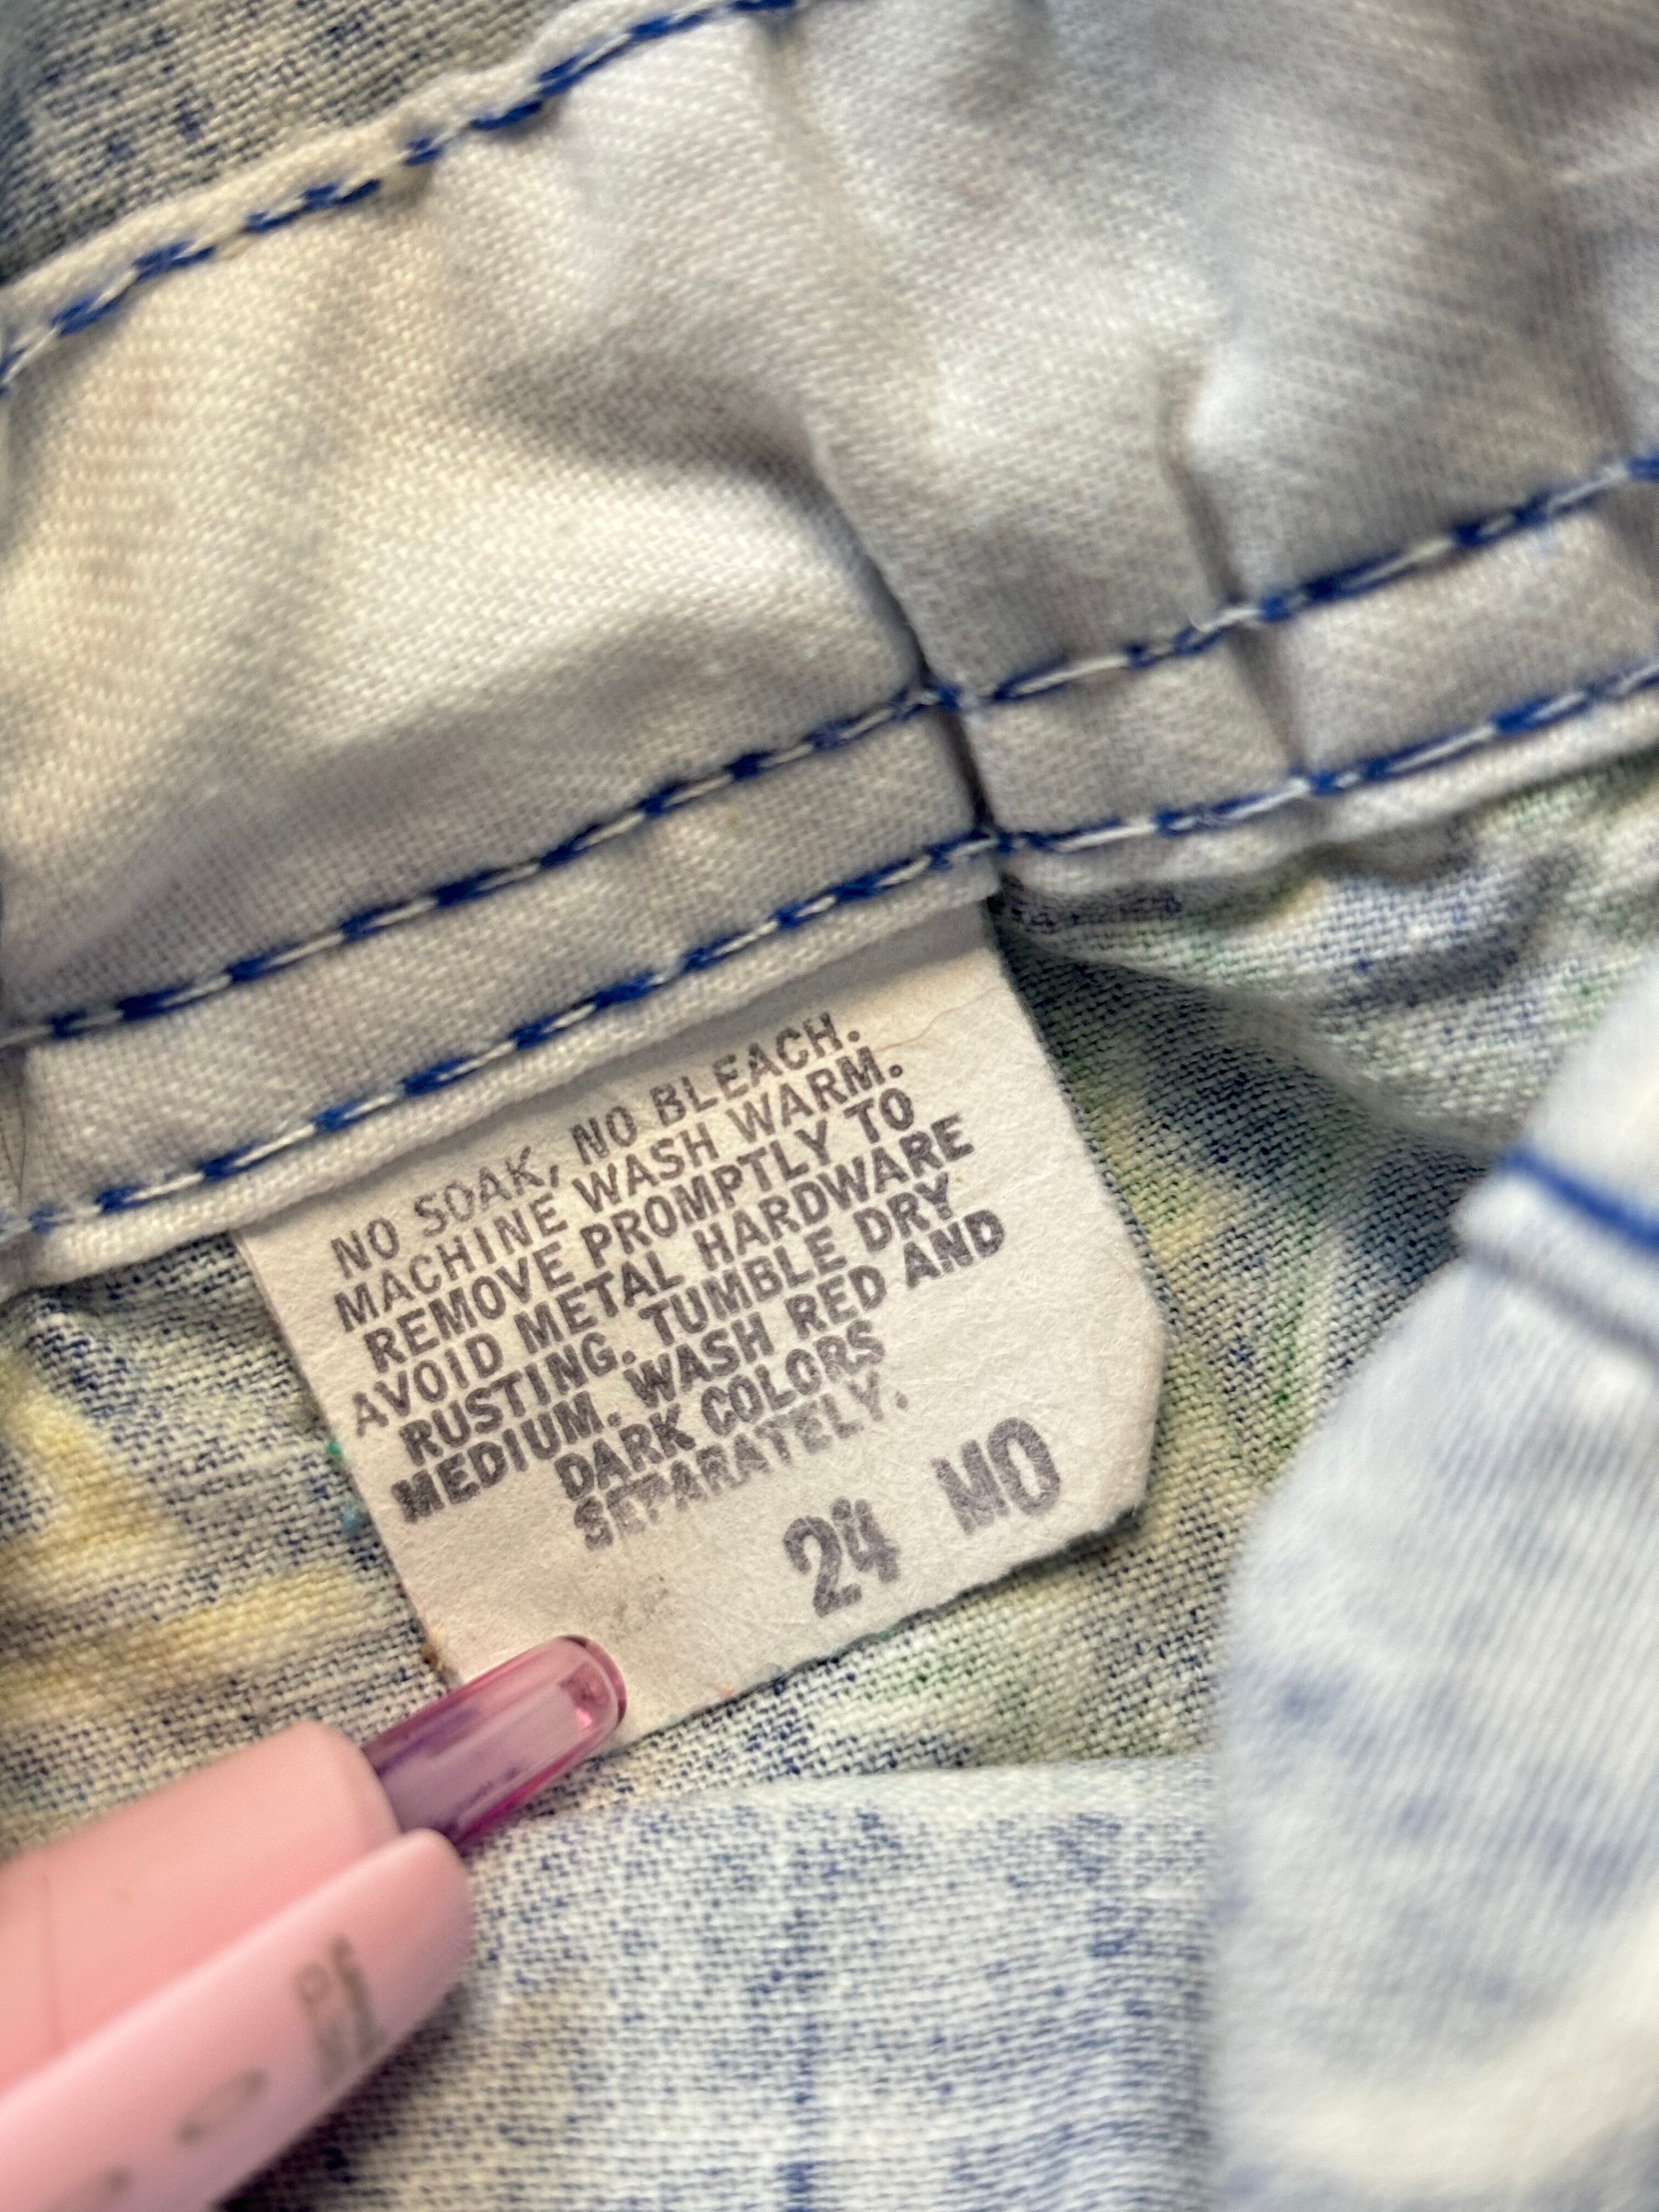 NO SOAK, NO BLEACH.
MACHINE WASH WARM.
REMOVE PROMPTLY TO
AVOID METAL HARDWARE
RUSTING. TUMBLE DRY
MEDIUM. WASH RED AND
DARK COLORS
SEPARATELY.
24 MO